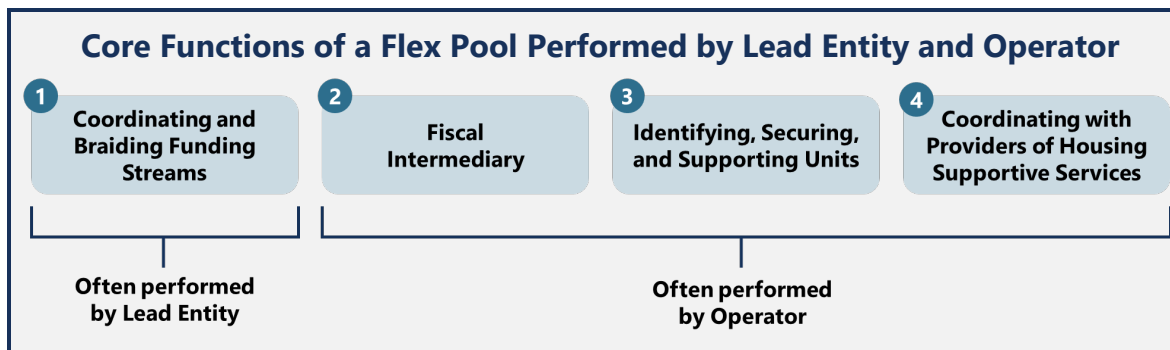 Core Functions of a Flex Pool Performed by Lead Entity and Operator
1
Coordinating and
Braiding Funding
Streams
2
Fiscal
Intermediary
3
Identifying, Securing,
and Supporting Units
4
Coordinating with
Providers of Housing
Supportive Services
Often performed
by Lead Entity
Often performed
by Operator